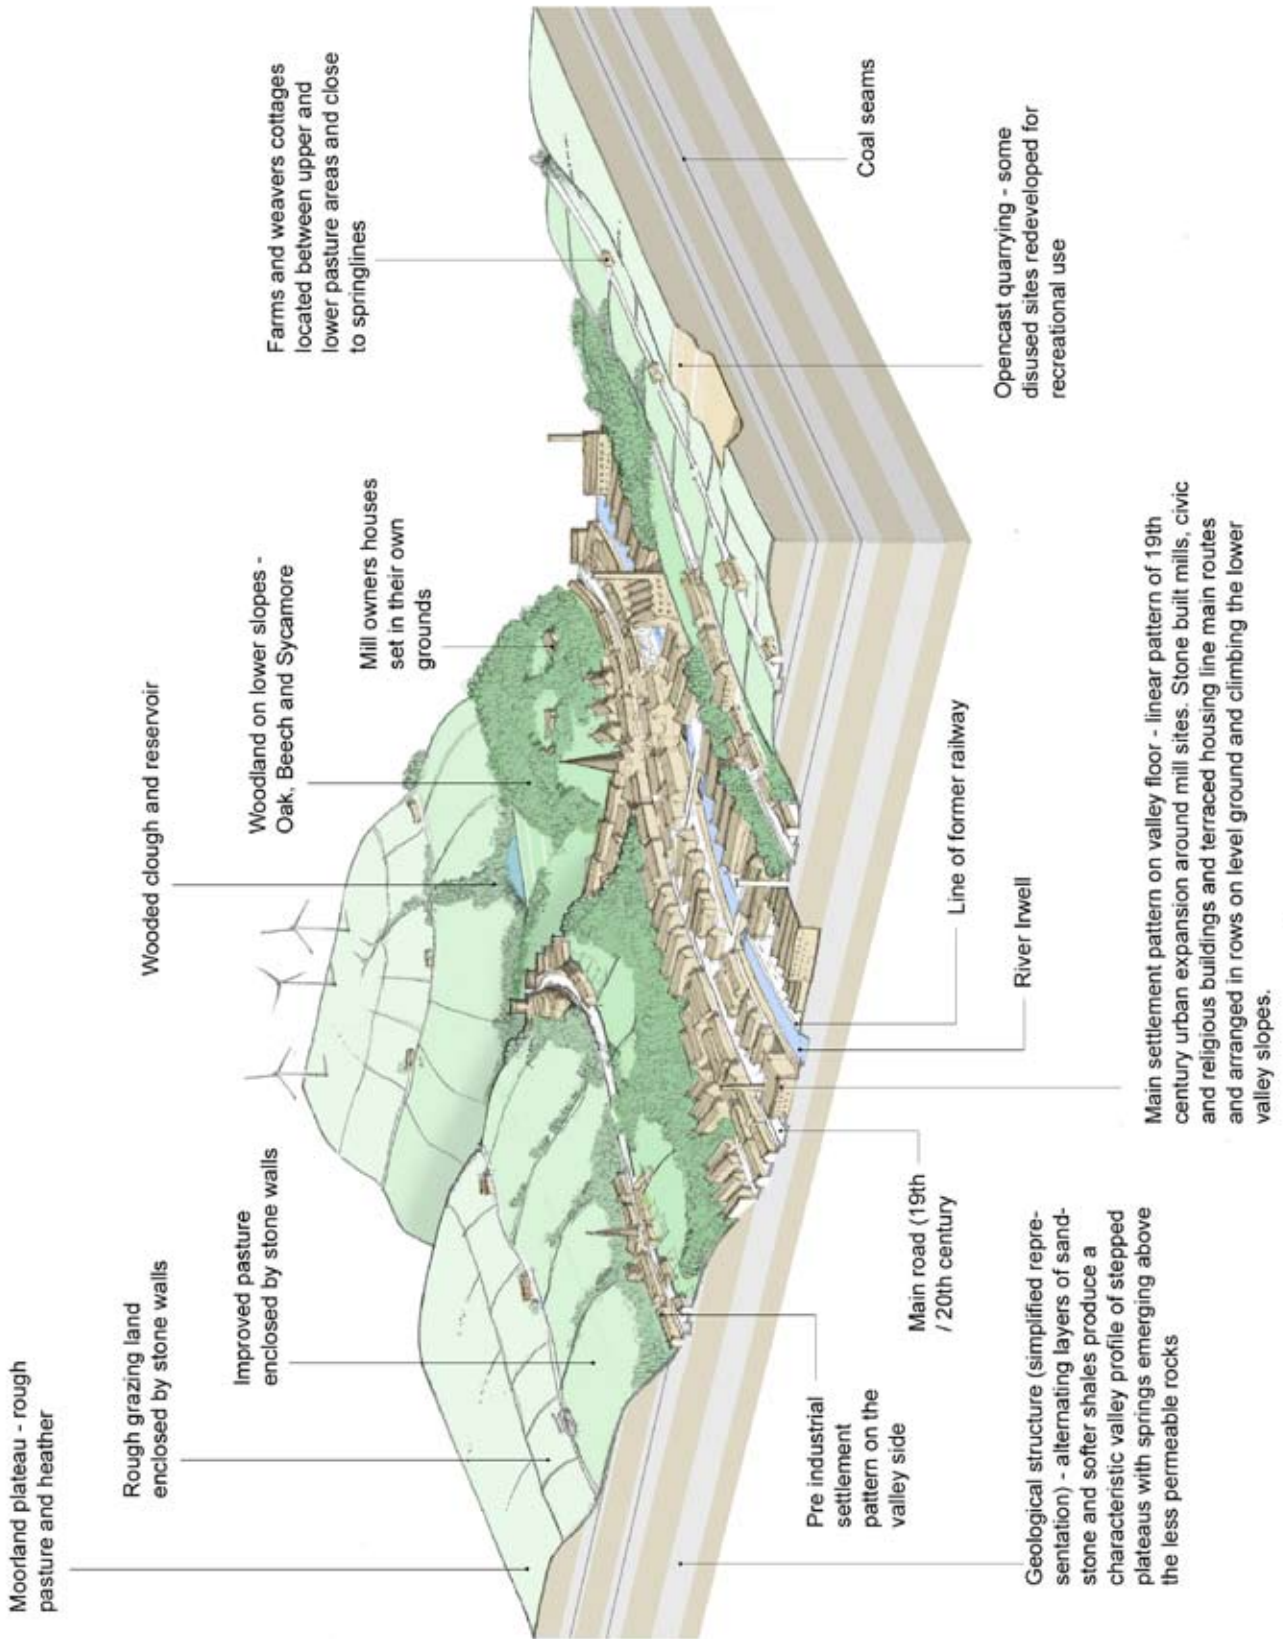 Moorland plateau - rough
pasture and heather
Rough grazing land
enclosed by stone walls
Improved pasture
enclosed by stone walls
Wooded clough and reservoir
Woodland on lower slopes -
Oak, Beech and Sycamore
Mill owners houses
set in their own
grounds
Farms and weavers cottages
located between upper and
lower pasture areas and close
to springlines
Pre industrial
settlement
pattern on the
valley side
Main road (19th
/ 20th century
River Irwell
Line of former railway
Coal seams
Opencast quarrying - some
disused sites redeveloped for
recreational use
Geological structure (simplified repre-
sentation) - alternating layers of sand-
stone and softer shales produce a
characteristic valley profile of stepped
plateaus with springs emerging above
the less permeable rocks
Main settlement pattern on valley floor - linear pattern of 19th
century urban expansion around mill sites. Stone built mills, civic
and religious buildings and terraced housing line main routes
and arranged in rows on level ground and climbing the lower
valley slopes.